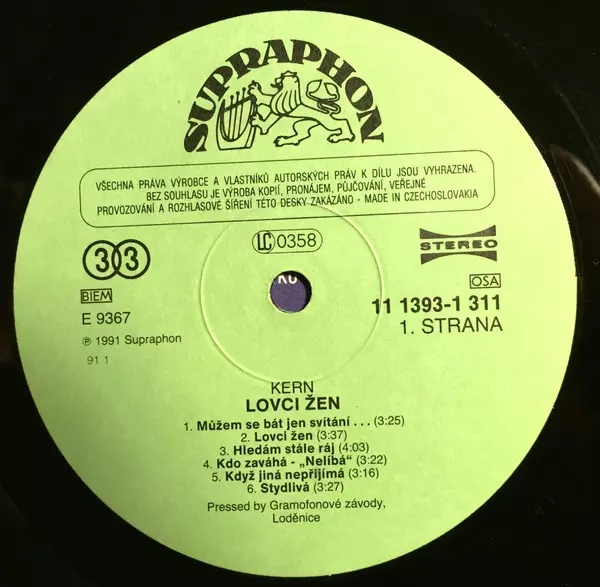 SUPRAPHON
VŠECHNA PRÁVA VÝROBCE A VLASTNÍKŮ AUTORSKÝCH PRÁV K DÍLU JSOU VYHRAZENA.
BEZ SOUHLASU JE VÝROBA KOPIÍ, PRONÁJEM, PŮJČOVÁNÍ, VEŘEJNÉ
PROVOZOVÁNÍ A ROZHLASOVÉ ŠÍŘENÍ TÉTO DESKY ZAKÁZÁNO · MADE IN CZECHOSLOVAKIA
33
LC 0358
STEREO
BIEM
OSA
E 9367
11 1393-1 311
℗ 1991 Supraphon
1. STRANA
91 1
KERN
LOVCI ŽEN
1. Můžem se bát jen svítání ... (3:25)
2. Lovci žen (3:37)
3. Hledám stále ráj (4:03)
4. Kdo zaváhá - „Nelíbá“ (3:22)
5. Když jiná nepřijímá (3:16)
6. Stydlivá (3:27)
Pressed by Gramofonové závody,
Loděnice